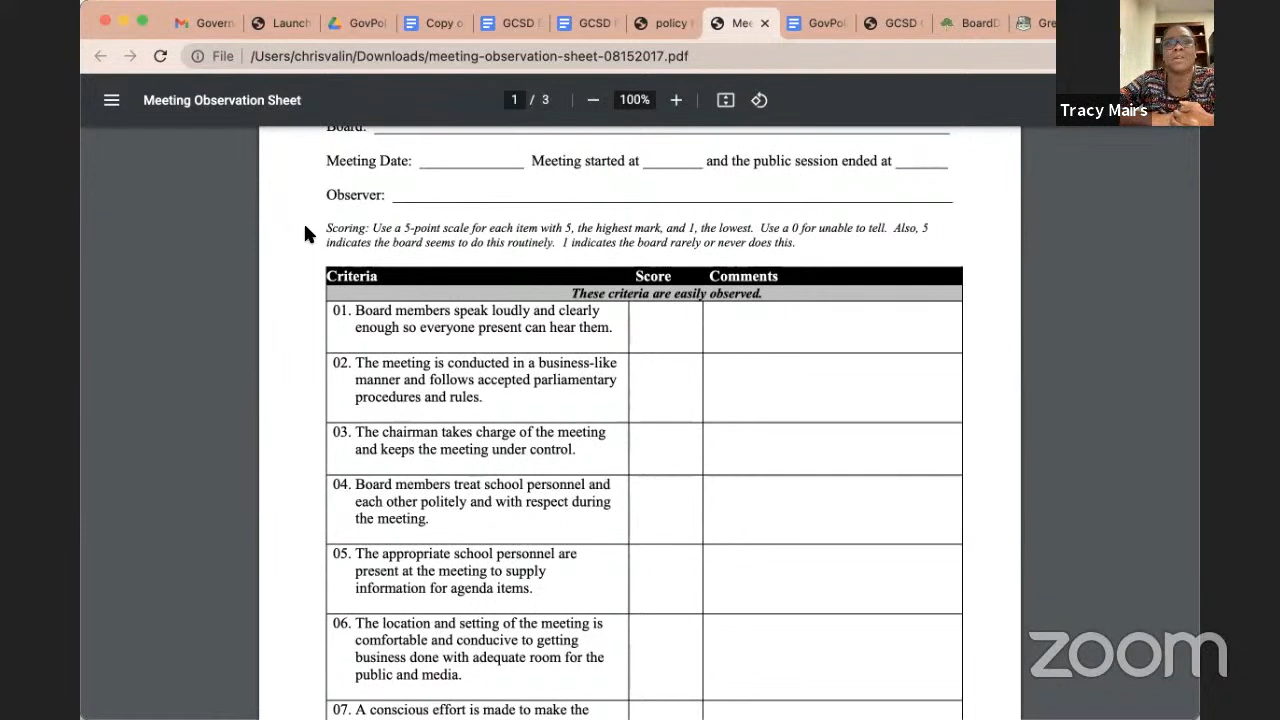 Govern
Launch
GovPol
Copy o
GCSD
GCSD
policy
Mee
GovPol
GCSD
BoardD
Gre
File
/Users/chrisvalin/Downloads/meeting-observation-sheet-08152017.pdf
Meeting Observation Sheet
1 / 3
100%
Tracy Mairs
Board:
Meeting Date: Meeting started at and the public session ended at
Observer:
Scoring: Use a 5-point scale for each item with 5, the highest mark, and 1, the lowest. Use a 0 for unable to tell. Also, 5
indicates the board seems to do this routinely. 1 indicates the board rarely or never does this.
Criteria Score Comments
These criteria are easily observed.
01. Board members speak loudly and clearly
enough so everyone present can hear them.
02. The meeting is conducted in a business-like
manner and follows accepted parliamentary
procedures and rules.
03. The chairman takes charge of the meeting
and keeps the meeting under control.
04. Board members treat school personnel and
each other politely and with respect during
the meeting.
05. The appropriate school personnel are
present at the meeting to supply
information for agenda items.
06. The location and setting of the meeting is
comfortable and conducive to getting
business done with adequate room for the
public and media.
07. A conscious effort is made to make the
zoom